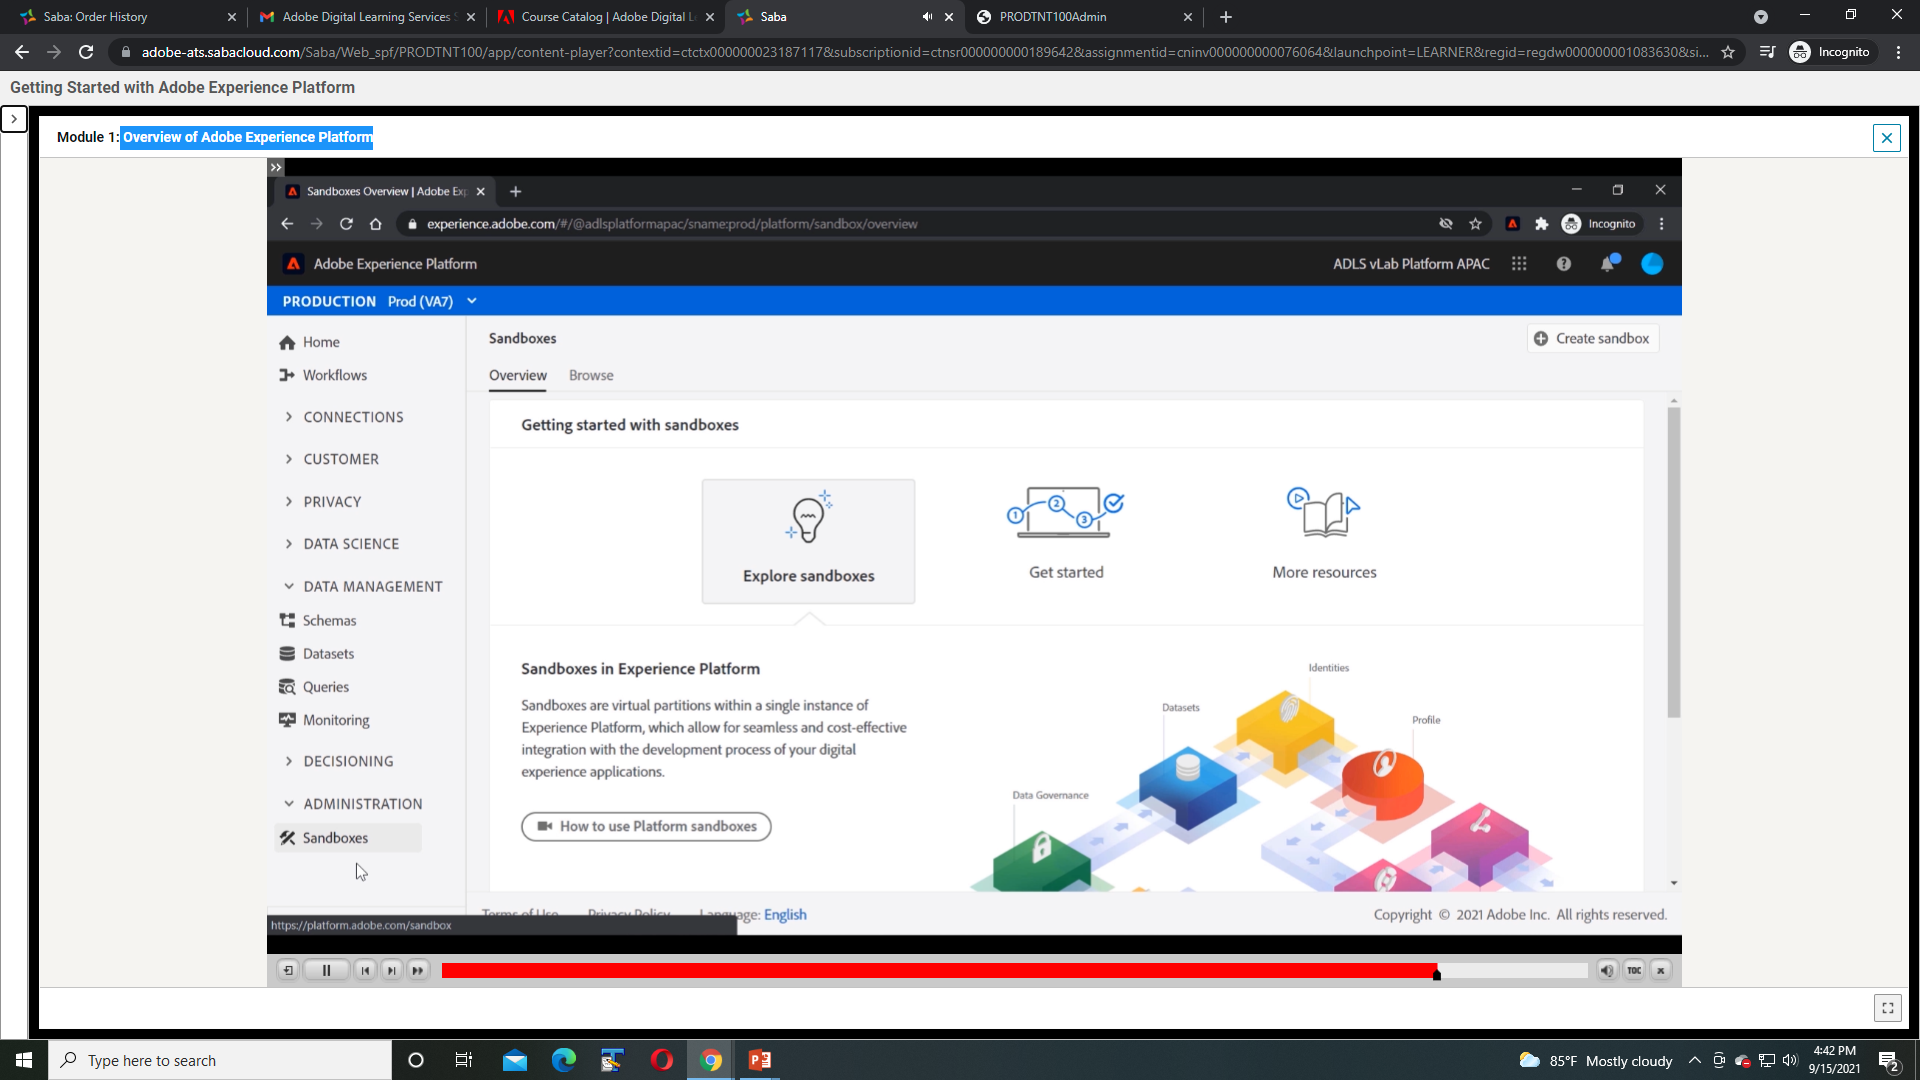 Saba: Order History
Adobe Digital Learning Services S
Course Catalog | Adobe Digital L
Saba
PRODTNT100Admin
adobe-ats.sabacloud.com/Saba/Web_spf/PRODTNT100/app/content-player?contextid=ctctx000000023187117&subscriptionid=ctnsr000000000189642&assignmentid=cninv000000000076064&launchpoint=LEARNER&regid=regdw000000001083630&si...
Incognito
Getting Started with Adobe Experience Platform
Module 1: Overview of Adobe Experience Platform
Sandboxes Overview | Adobe Exp
experience.adobe.com/#/@adlsplatformapac/sname:prod/platform/sandbox/overview
Incognito
Adobe Experience Platform
ADLS vLab Platform APAC
PRODUCTION Prod (VA7)
Home
Workflows
CONNECTIONS
CUSTOMER
PRIVACY
DATA SCIENCE
DATA MANAGEMENT
Schemas
Datasets
Queries
Monitoring
DECISIONING
ADMINISTRATION
Sandboxes
Sandboxes
Create sandbox
Overview Browse
Getting started with sandboxes
Explore sandboxes
Get started
More resources
Sandboxes in Experience Platform
Sandboxes are virtual partitions within a single instance of
Experience Platform, which allow for seamless and cost-effective
integration with the development process of your digital
experience applications.
How to use Platform sandboxes
Identities
Datasets
Profile
Data Governance
Terms of Use Privacy Policy Language: English
Copyright © 2021 Adobe Inc. All rights reserved.
https://platform.adobe.com/sandbox
TOC
Type here to search
85°F Mostly cloudy
4:42 PM
9/15/2021
2